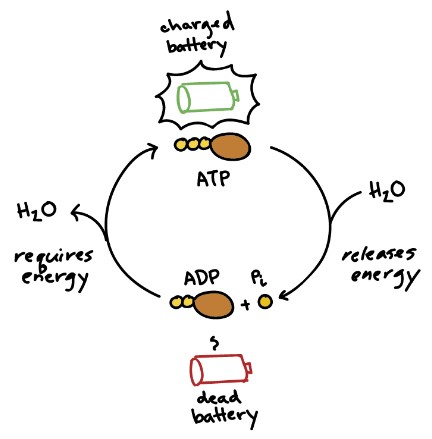 charged
battery
ATP
H₂O
H₂O
requires
energy
releases
energy
ADP
Pi
+
dead
battery